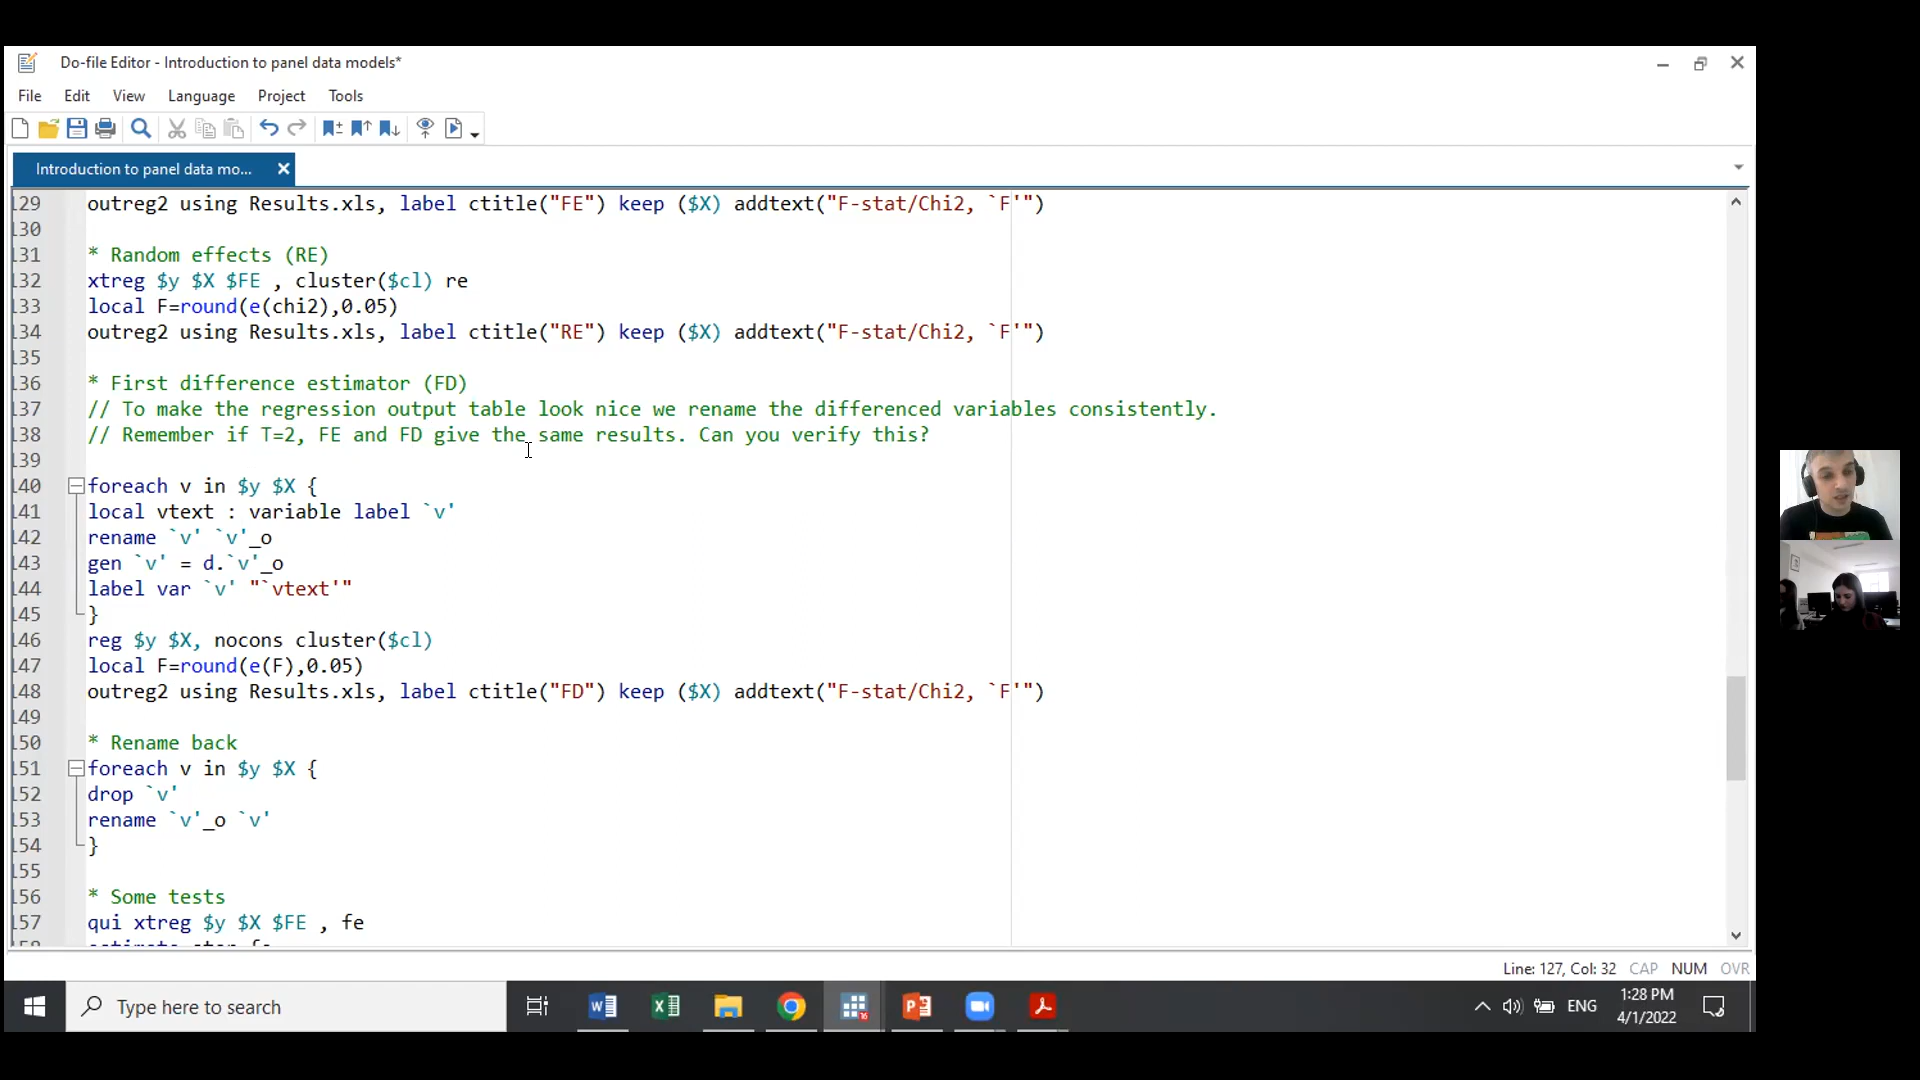 Do-file Editor - Introduction to panel data models*
File Edit View Language Project Tools
Introduction to panel data mo...
129 outreg2 using Results.xls, label ctitle("FE") keep ($X) addtext("F-stat/Chi2, `F'")
130
131 * Random effects (RE)
132 xtreg $y $X $FE , cluster($cl) re
133 local F=round(e(chi2),0.05)
134 outreg2 using Results.xls, label ctitle("RE") keep ($X) addtext("F-stat/Chi2, `F'")
135
136 * First difference estimator (FD)
137 // To make the regression output table look nice we rename the differenced variables consistently.
138 // Remember if T=2, FE and FD give the same results. Can you verify this?
139
140 foreach v in $y $X {
141 local vtext : variable label `v'
142 rename `v' `v'_o
143 gen `v' = d.`v'_o
144 label var `v' "`vtext'"
145 }
146 reg $y $X, nocons cluster($cl)
147 local F=round(e(F),0.05)
148 outreg2 using Results.xls, label ctitle("FD") keep ($X) addtext("F-stat/Chi2, `F'")
149
150 * Rename back
151 foreach v in $y $X {
152 drop `v'
153 rename `v'_o `v'
154 }
155
156 * Some tests
157 qui xtreg $y $X $FE , fe
Line: 127, Col: 32 CAP NUM OVR
Type here to search
ENG
1:28 PM
4/1/2022